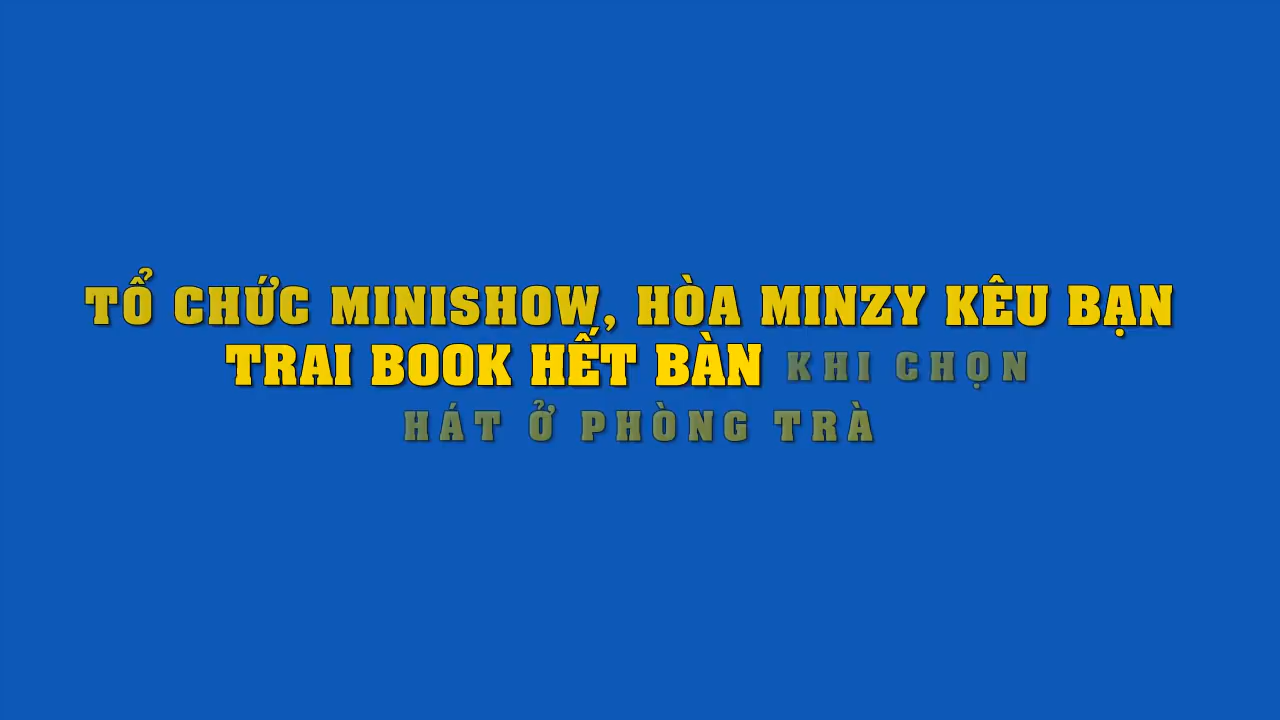 TỔ CHỨC MINISHOW, HÒA MINZY KÊU BẠN
TRAI BOOK HẾT BÀN KHI CHỌN
HÁT Ở PHÒNG TRÀ